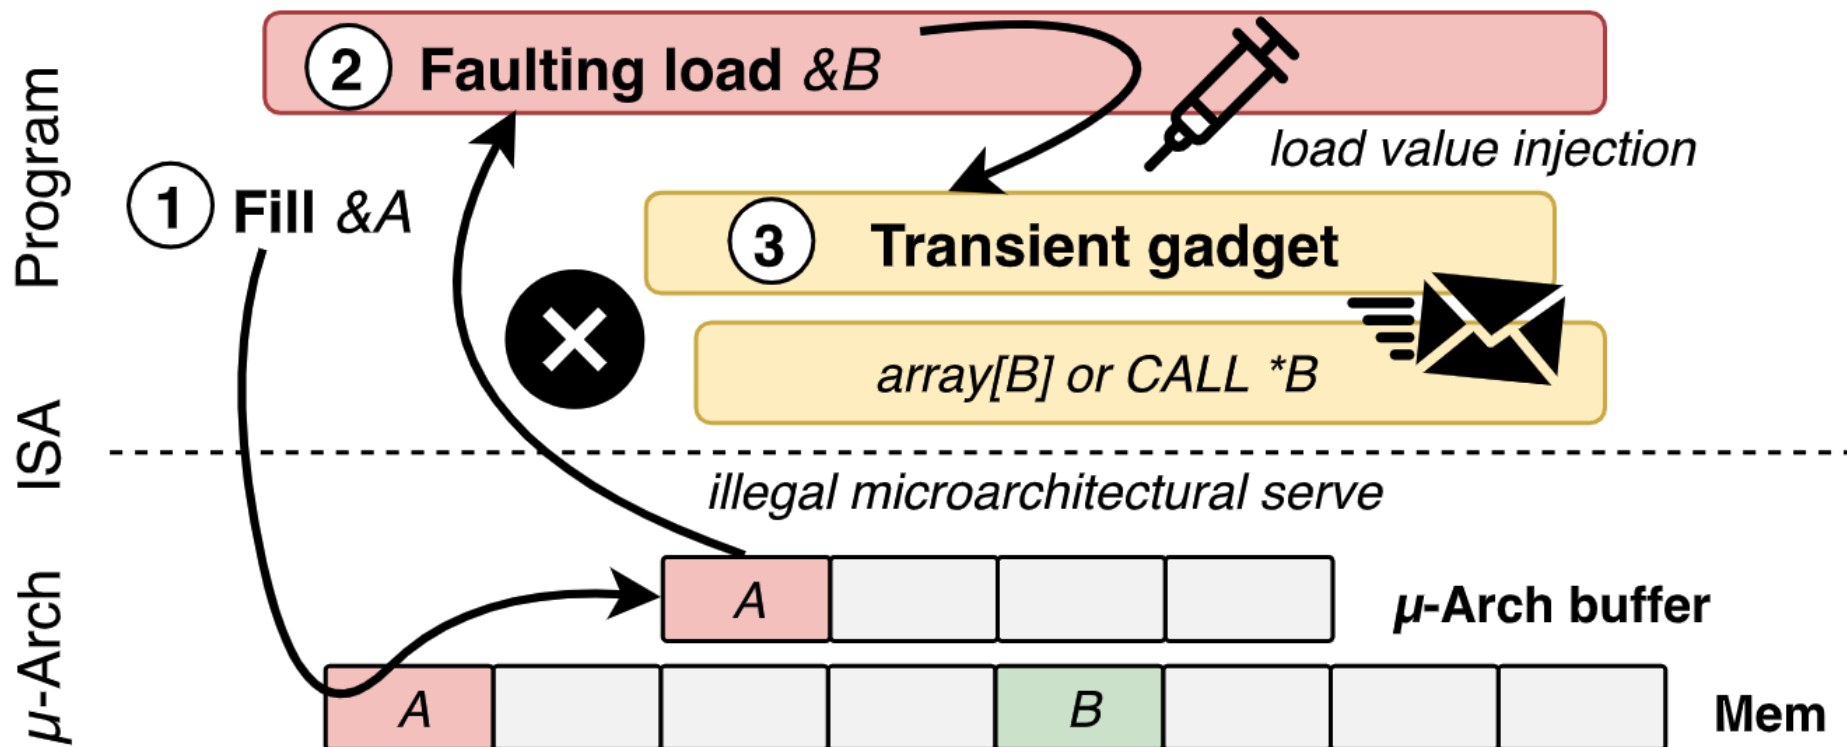 Program
ISA
μ-Arch
2 Faulting load &B
load value injection
1 Fill &A
3 Transient gadget
array[B] or CALL *B
illegal microarchitectural serve
A
μ-Arch buffer
A
B
Mem